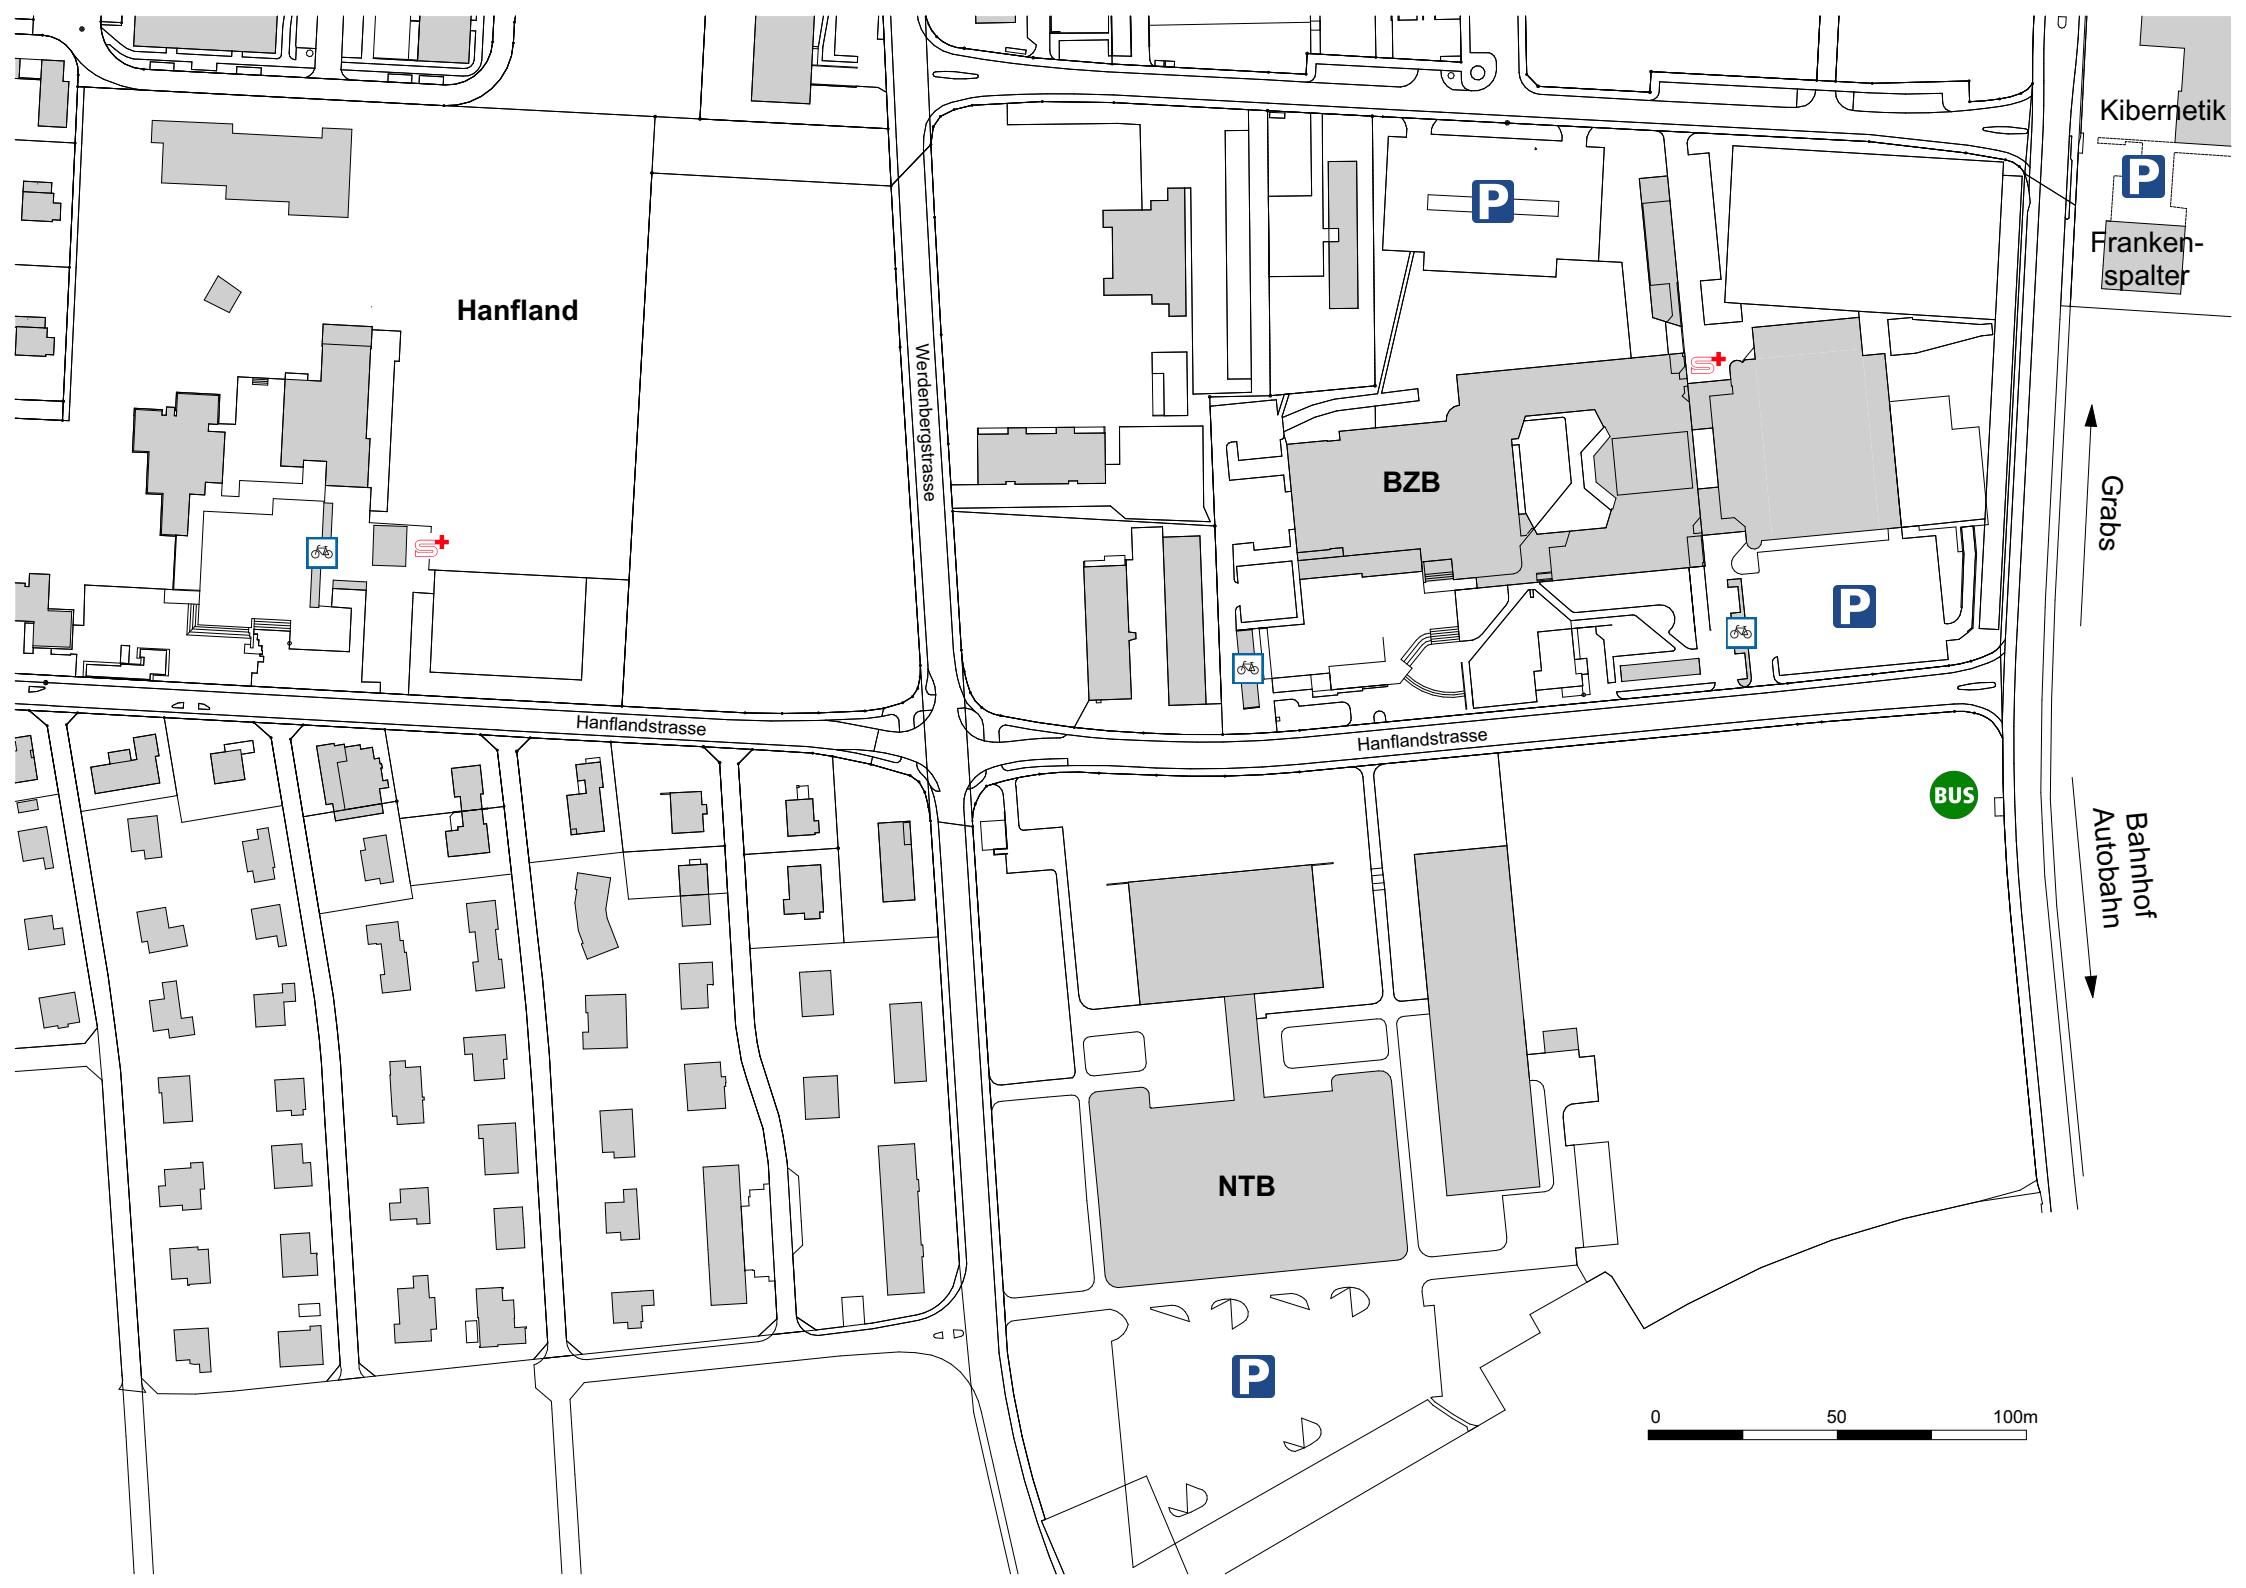 Kibernetik
P
P
Franken-
spalter
Hanfland
Werdenbergstrasse
S
BZB
Grabs
S
P
Hanflandstrasse
Hanflandstrasse
BUS
Bahnhof
Autobahn
NTB
P
0 50 100m